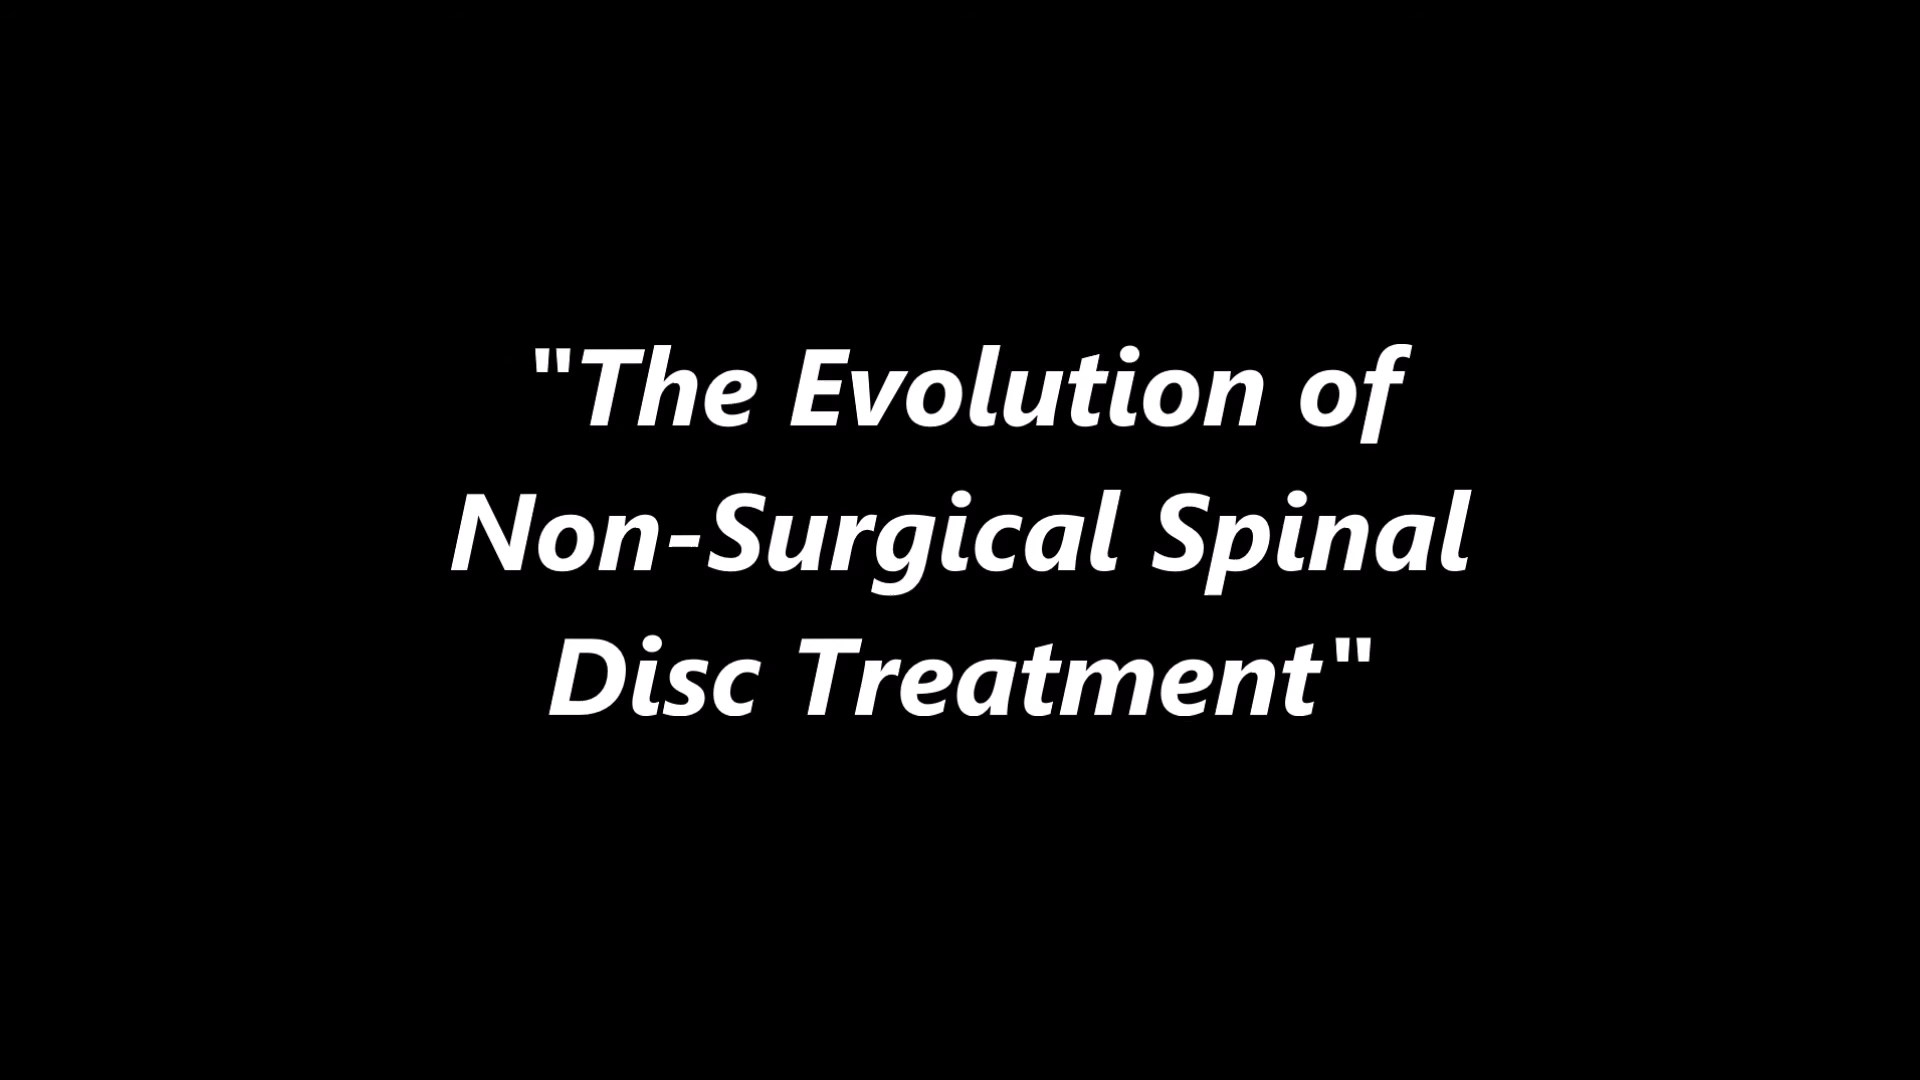 "The Evolution of
Non-Surgical Spinal
Disc Treatment"